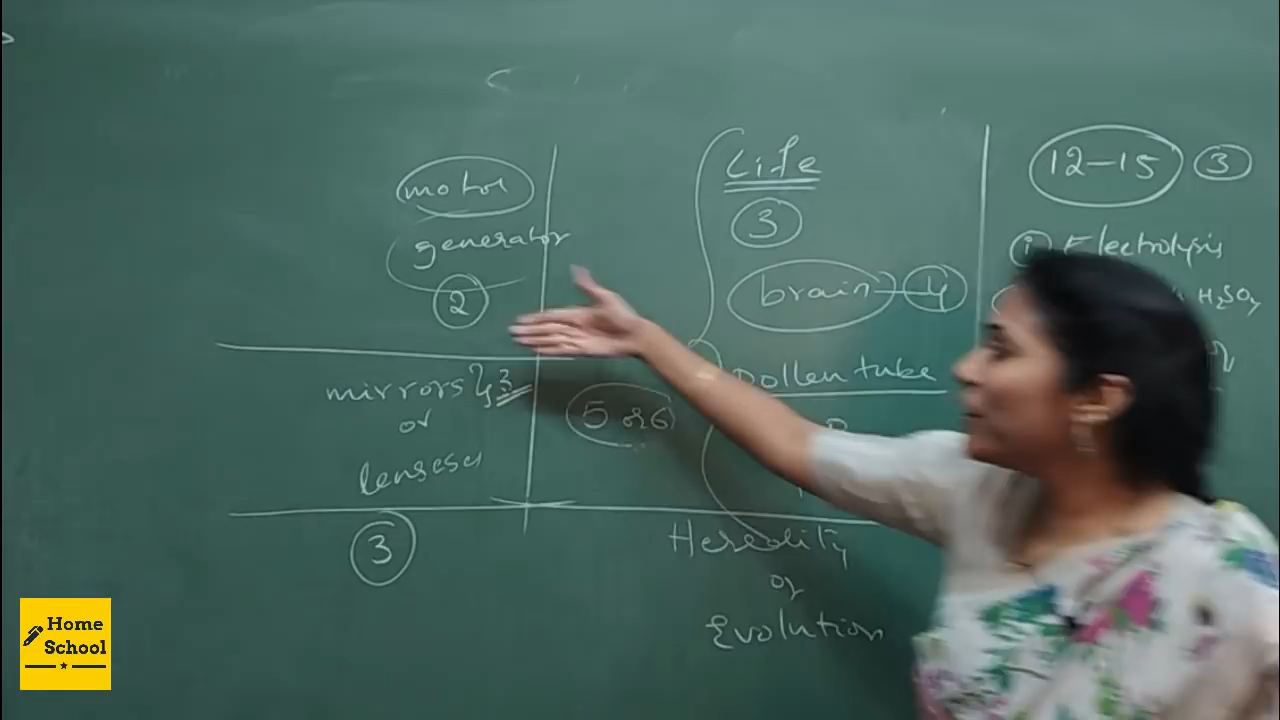 motor
generator
2
mirrors } 3
or
lenses
3
5 or 6
Life
3
brain — 4
pollen tube
Heredity
or
Evolution
12-15 3
i Electrolysis
H₂SO₄
Home
School